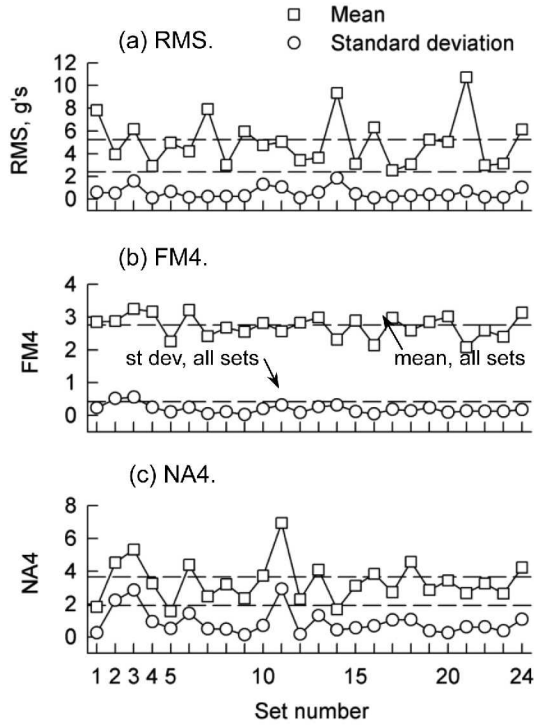 Mean
(a) RMS.
Standard deviation
12
10
8
6
4
2
0
RMS, g's
(b) FM4.
4
3
2
1
0
FM4
st dev, all sets
mean, all sets
(c) NA4.
8
6
4
2
0
NA4
1 2 3 4 5 10 15 20 24
Set number